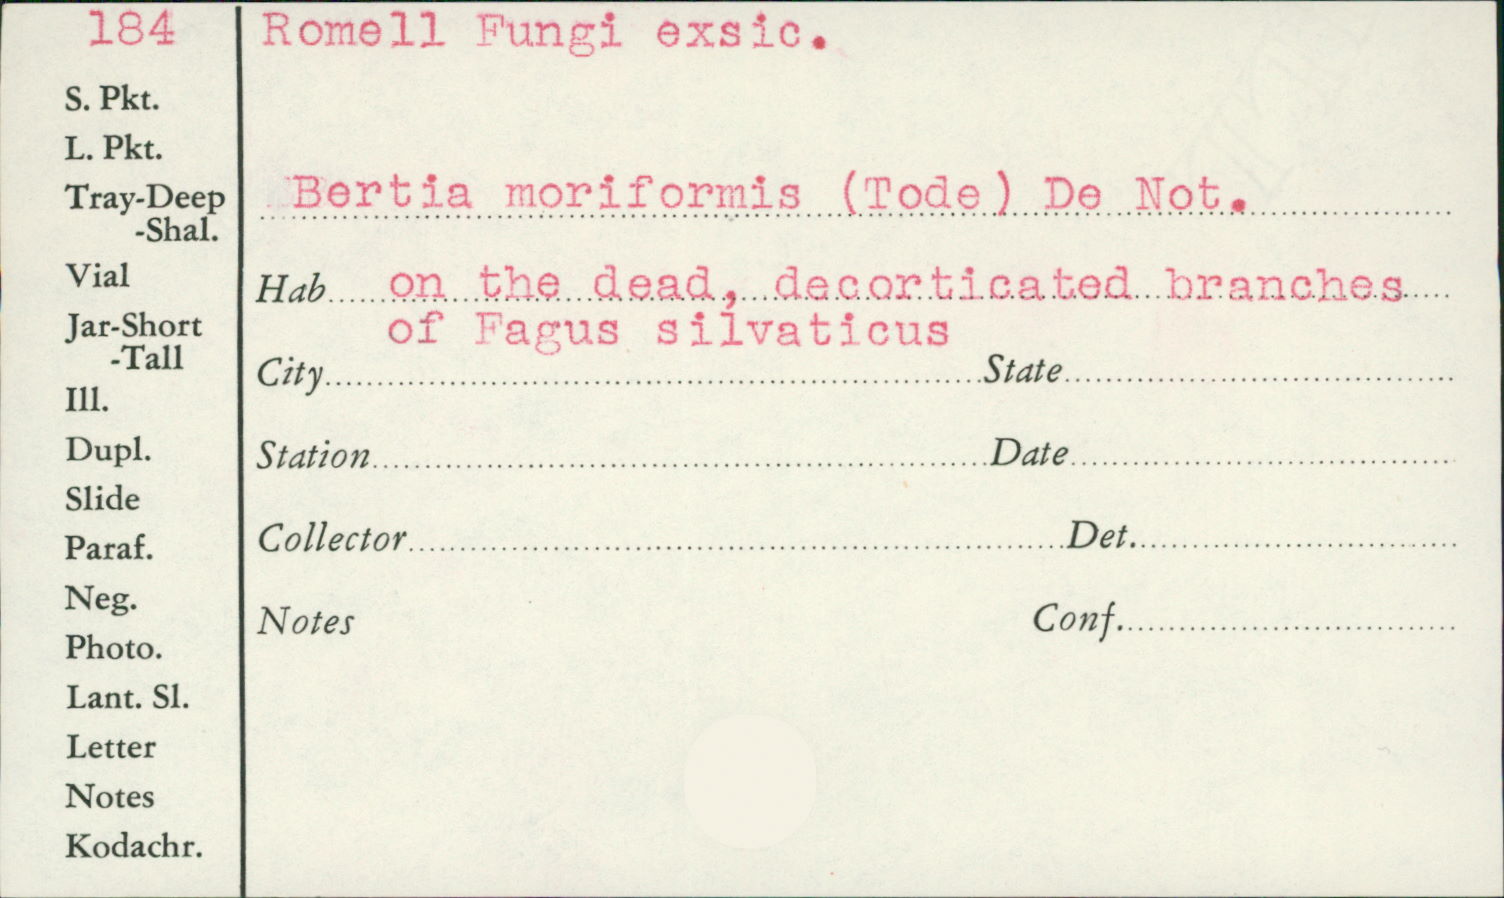 184 Romell Fungi exsic.
S. Pkt.
L. Pkt.
Tray-Deep
-Shal.
Vial
Jar-Short
-Tall
Ill.
Dupl.
Slide
Paraf.
Neg.
Photo.
Lant. Sl.
Letter
Notes
Kodachr.
Bertia moriformis (Tode) De Not.
Hab on the dead, decorticated branches
of Fagus silvaticus
City State
Station Date
Collector Det.
Notes Conf.